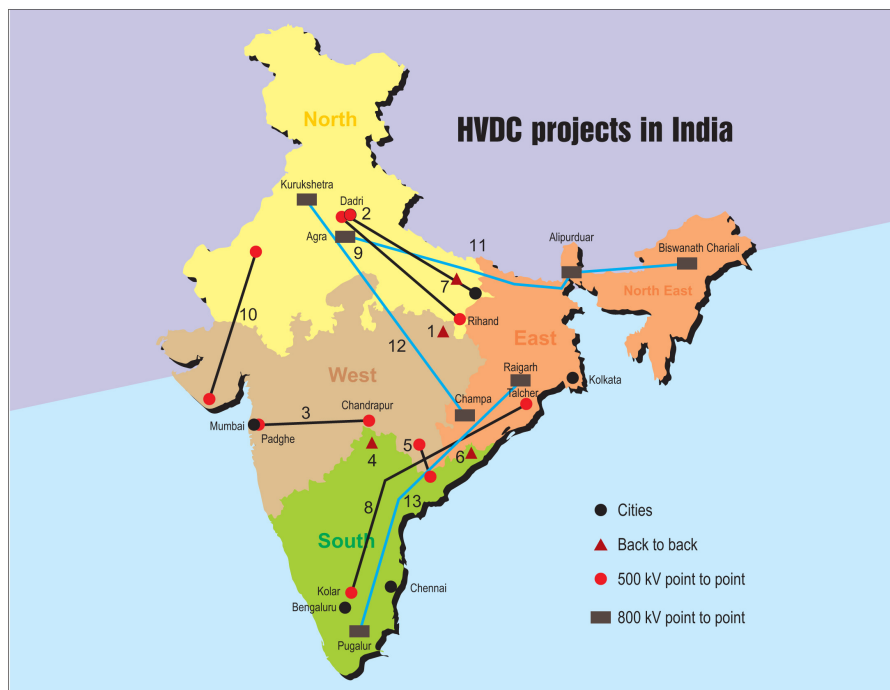 HVDC projects in India
North
Kurukshetra
Dadri
2
Agra
9
11
Alipurduar
Biswanath Chariali
7
North East
10
1
Rihand
12
East
West
Raigarh
Talcher
Kolkata
Champa
Chandrapur
3
Mumbai
Padghe
5
4
6
8
13
South
Kolar
Chennai
Bengaluru
Pugalur
Cities
Back to back
500 kV point to point
800 kV point to point